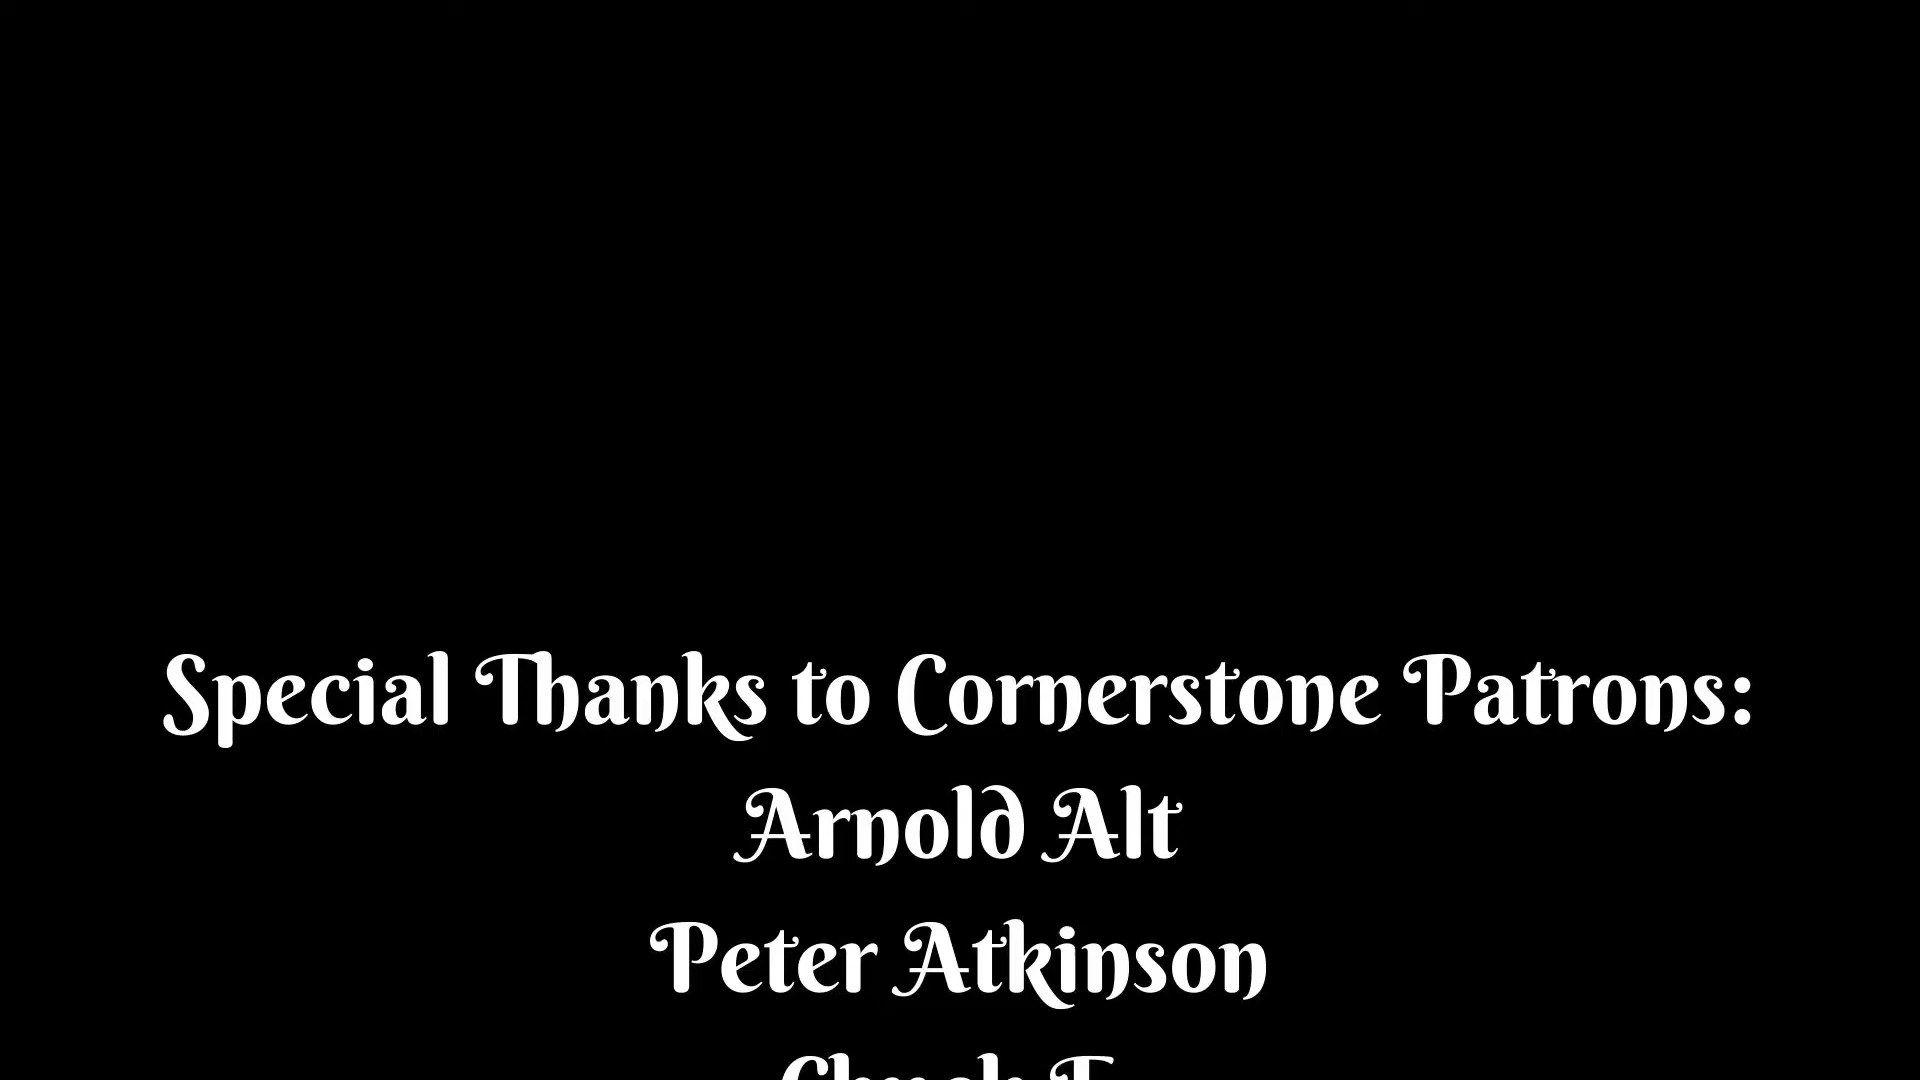 Special Thanks to Cornerstone Patrons:
Arnold Alt
Peter Atkinson